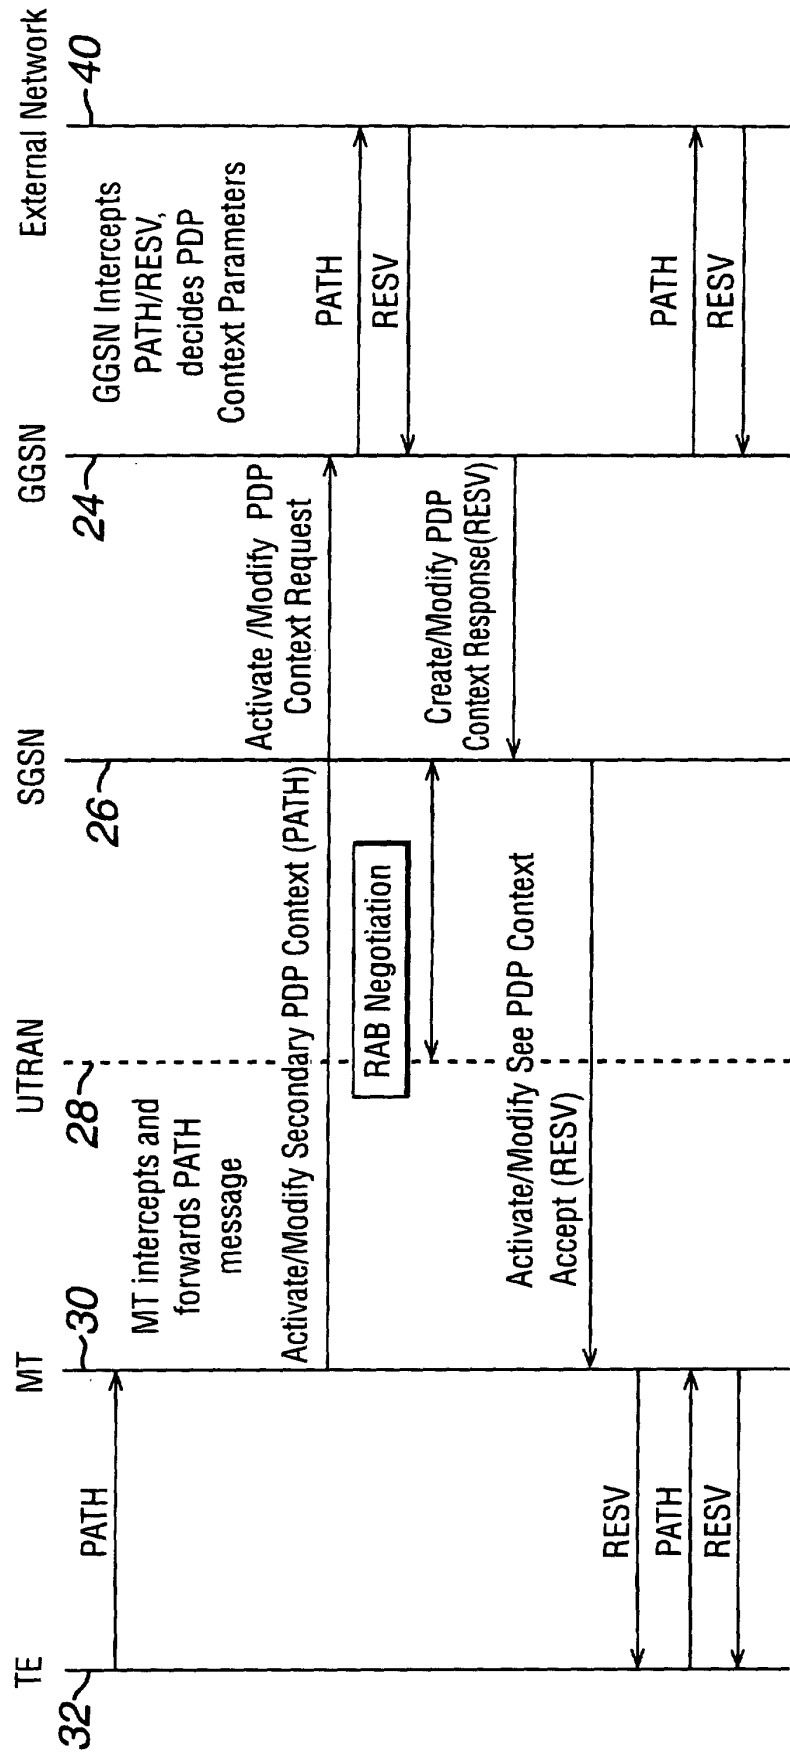 TE
MT
UTRAN
SGSN
GGSN
External Network
32
30
28
26
24
40
PATH
MT intercepts and
forwards PATH
message
GGSN Intercepts
PATH/RESV,
decides PDP
Context Parameters
Activate/Modify Secondary PDP Context (PATH)
Activate /Modify PDP
Context Request
PATH
RESV
RAB Negotiation
Create/Modify PDP
Context Response(RESV)
Activate/Modify See PDP Context
Accept (RESV)
RESV
PATH
RESV
PATH
RESV